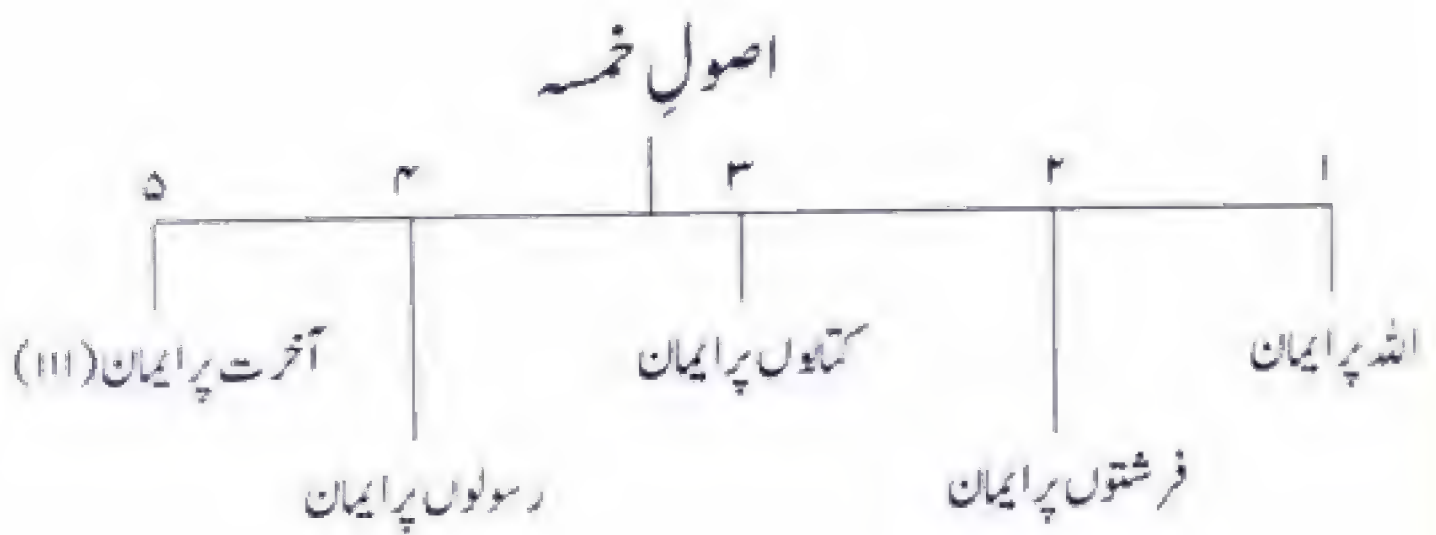 اصولِ خمسہ
۱ ۲ ۳ ۴ ۵
اللہ پر ایمان کتابوں پر ایمان آخرت پر ایمان (۱۱۱)
فرشتوں پر ایمان رسولوں پر ایمان